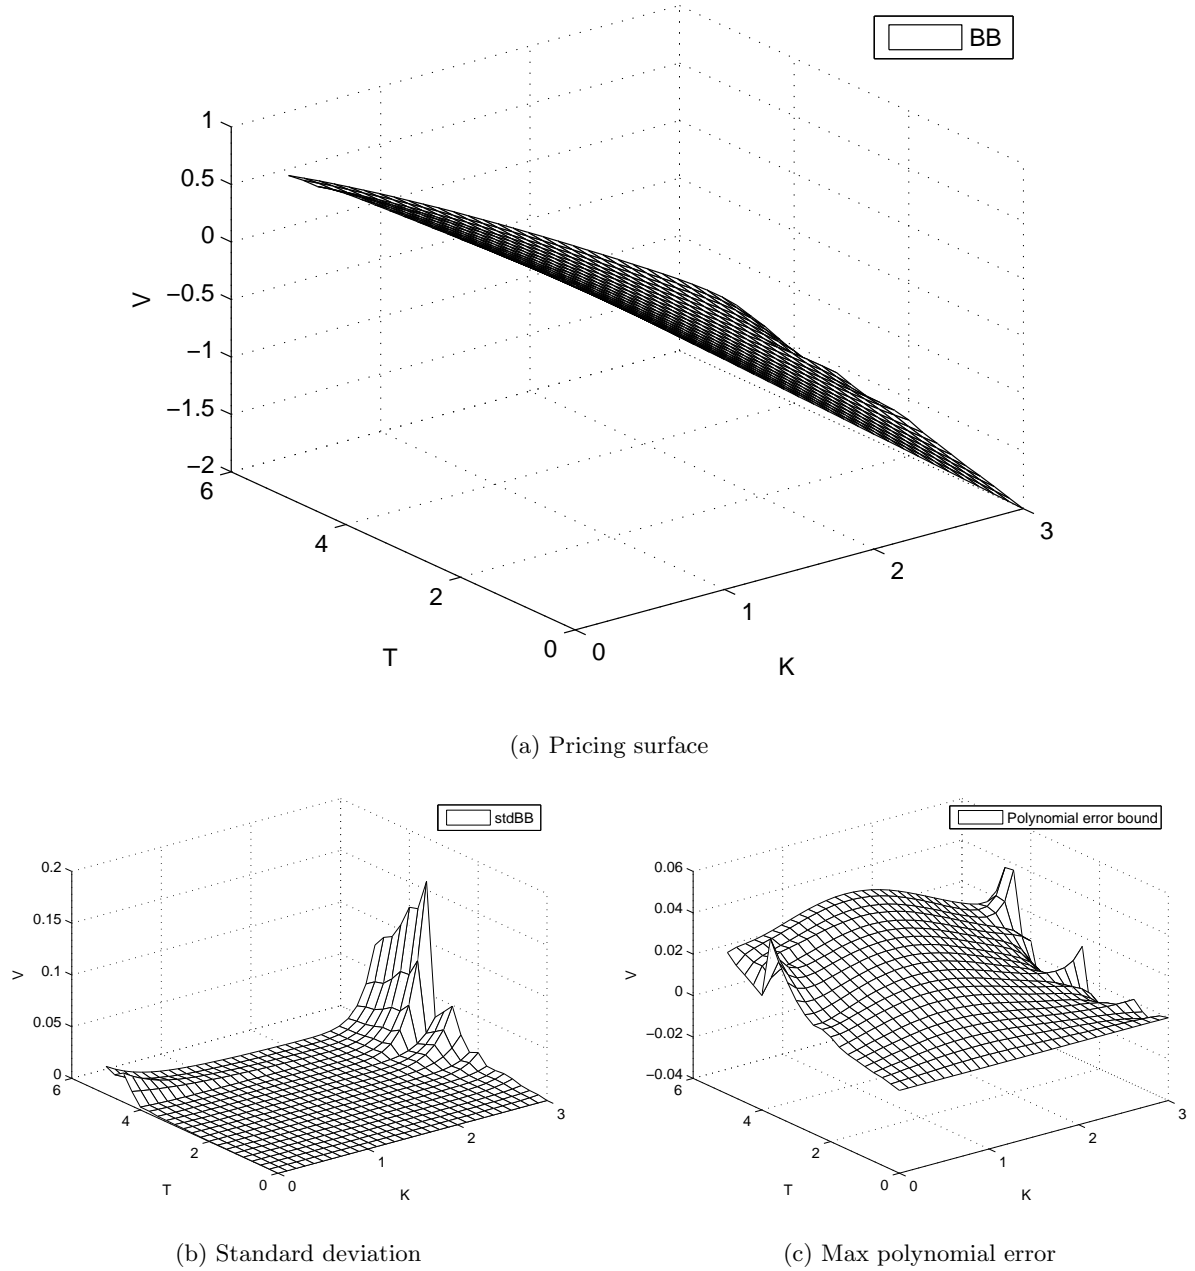 BB
1
0.5
0
−0.5
−1
−1.5
−2
V
6
4
2
0
T
0
1
2
3
K
(a) Pricing surface
stdBB
0.2
0.15
0.1
0.05
0
V
6
4
2
0
T
0
1
2
3
K
(b) Standard deviation
Polynomial error bound
0.06
0.04
0.02
0
−0.02
−0.04
V
6
4
2
0
T
0
1
2
3
K
(c) Max polynomial error